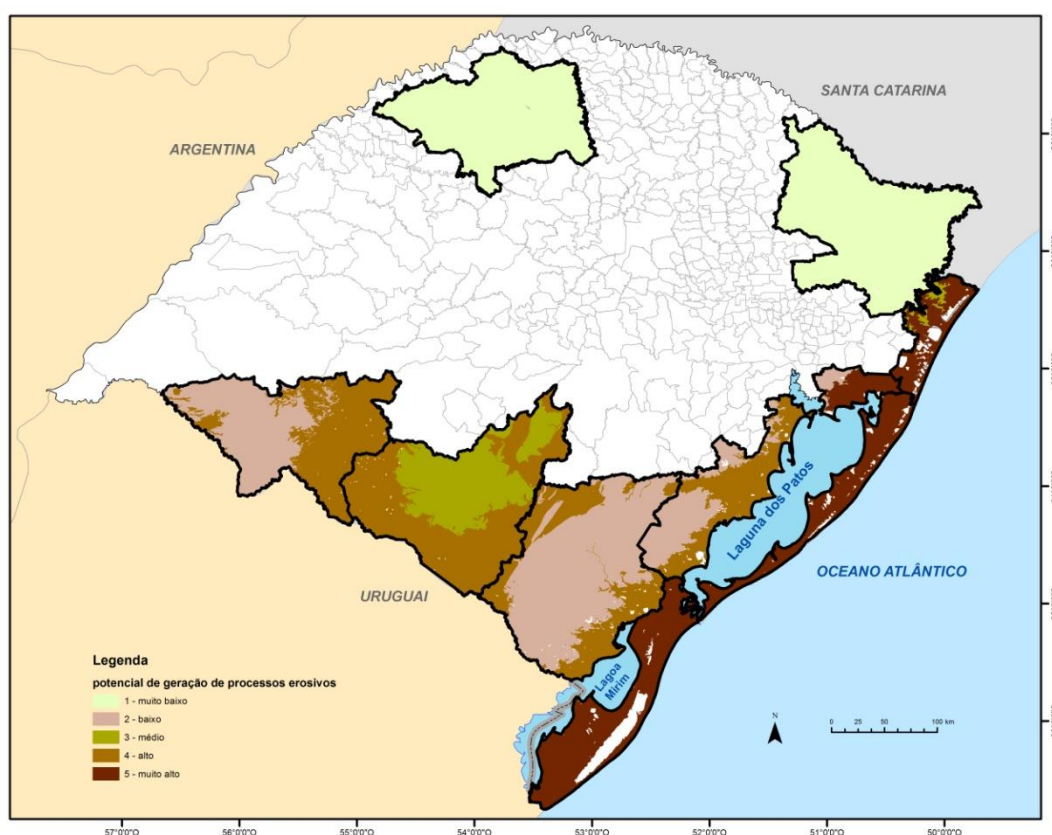 SANTA CATARINA
ARGENTINA
Laguna dos Patos
OCEANO ATLÂNTICO
URUGUAI
Lagoa
Mirim
Legenda
potencial de geração de processos erosivos
1 - muito baixo
2 - baixo
3 - médio
4 - alto
5 - muito alto
N
0 25 50 100 km
57°0'0"O 56°0'0"O 55°0'0"O 54°0'0"O 53°0'0"O 52°0'0"O 51°0'0"O 50°0'0"O